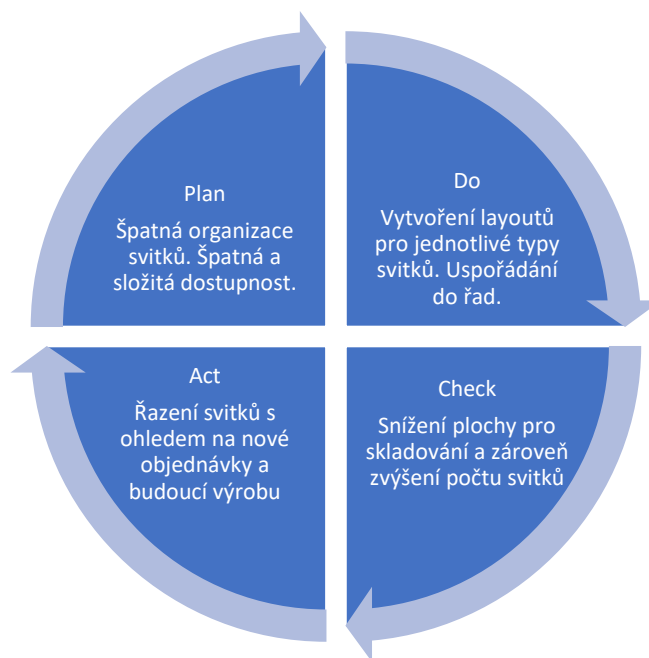 Plan
Špatná organizace
svitků. Špatná a
složitá dostupnost.
Do
Vytvoření layoutů
pro jednotlivé typy
svitků. Uspořádání
do řad.
Act
Řazení svitků s
ohledem na nové
objednávky a
budoucí výrobu
Check
Snížení plochy pro
skladování a zároveň
zvýšení počtu svitků